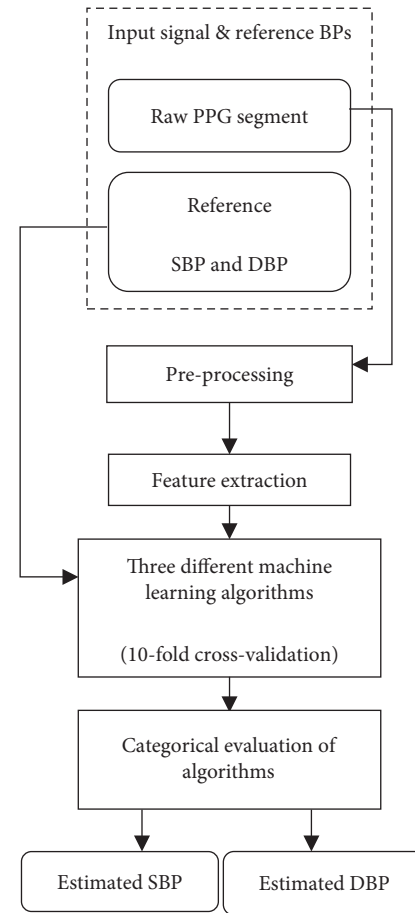 Input signal & reference BPs
Raw PPG segment
Reference
SBP and DBP
Pre-processing
Feature extraction
Three different machine
learning algorithms
(10-fold cross-validation)
Categorical evaluation of
algorithms
Estimated SBP
Estimated DBP